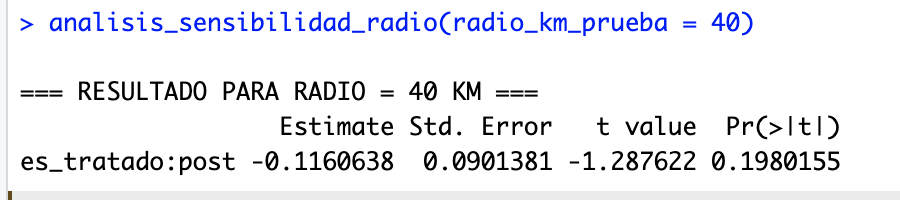 > analisis_sensibilidad_radio(radio_km_prueba = 40)
=== RESULTADO PARA RADIO = 40 KM ===
Estimate Std. Error t value Pr(>|t|)
es_tratado:post -0.1160638 0.0901381 -1.287622 0.1980155